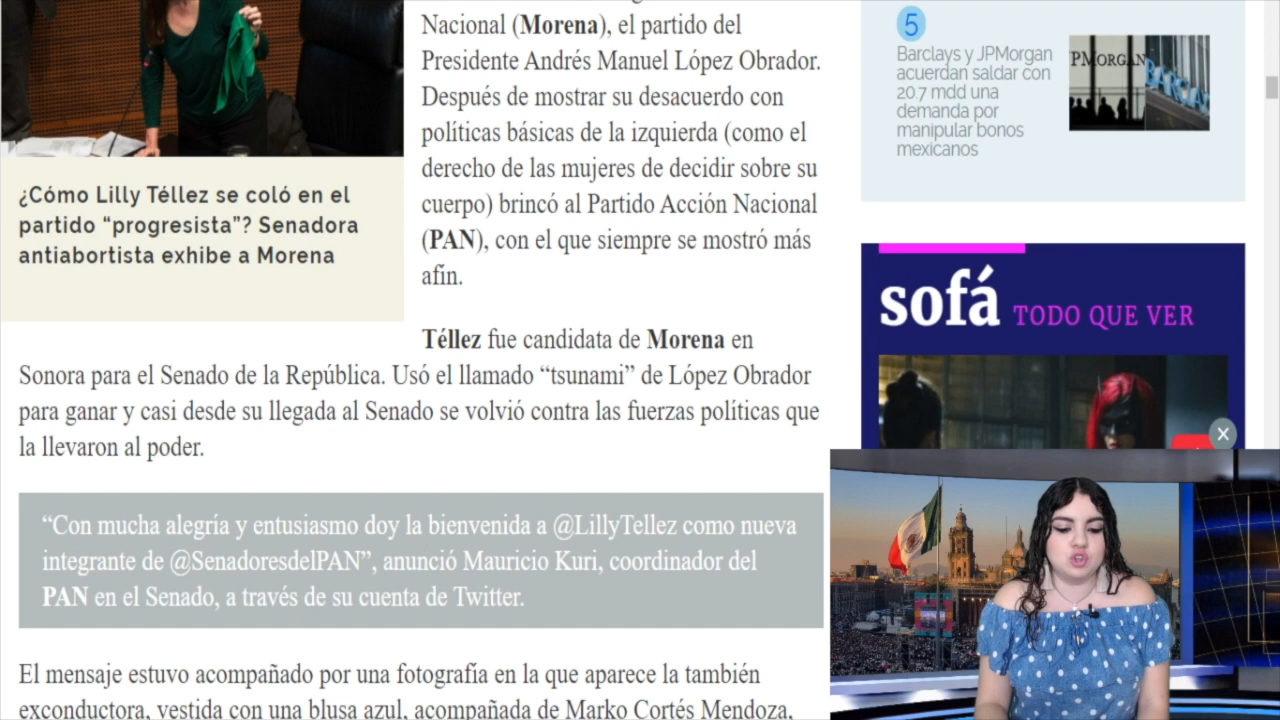 Nacional (Morena), el partido del
Presidente Andrés Manuel López Obrador.
Después de mostrar su desacuerdo con
políticas básicas de la izquierda (como el
derecho de las mujeres de decidir sobre su
cuerpo) brincó al Partido Acción Nacional
(PAN), con el que siempre se mostró más
afín.
¿Cómo Lilly Téllez se coló en el
partido “progresista”? Senadora
antiabortista exhibe a Morena
Téllez fue candidata de Morena en
Sonora para el Senado de la República. Usó el llamado “tsunami” de López Obrador
para ganar y casi desde su llegada al Senado se volvió contra las fuerzas políticas que
la llevaron al poder.
“Con mucha alegría y entusiasmo doy la bienvenida a @LillyTellez como nueva
integrante de @SenadoresdelPAN”, anunció Mauricio Kuri, coordinador del
PAN en el Senado, a través de su cuenta de Twitter.
El mensaje estuvo acompañado por una fotografía en la que aparece la también
exconductora, vestida con una blusa azul, acompañada de Marko Cortés Mendoza,
5
Barclays y JPMorgan
acuerdan saldar con
20.7 mdd una
demanda por
manipular bonos
mexicanos
JPMORGAN
BARCLAYS
sofá TODO QUE VER